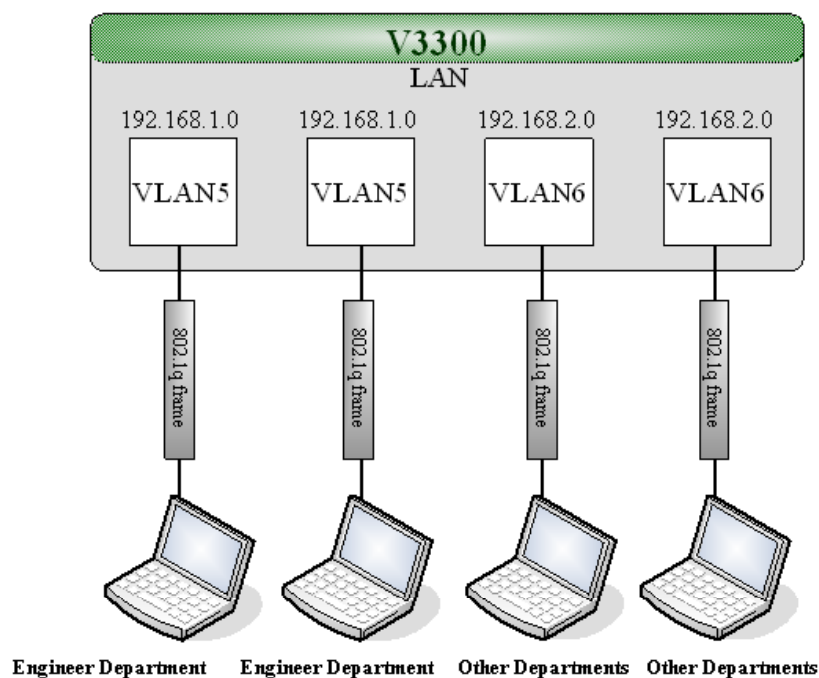 V3300
LAN
192.168.1.0 192.168.1.0 192.168.2.0 192.168.2.0
VLAN5 VLAN5 VLAN6 VLAN6
802.1q frame 802.1q frame 802.1q frame 802.1q frame
Engineer Department Engineer Department Other Departments Other Departments